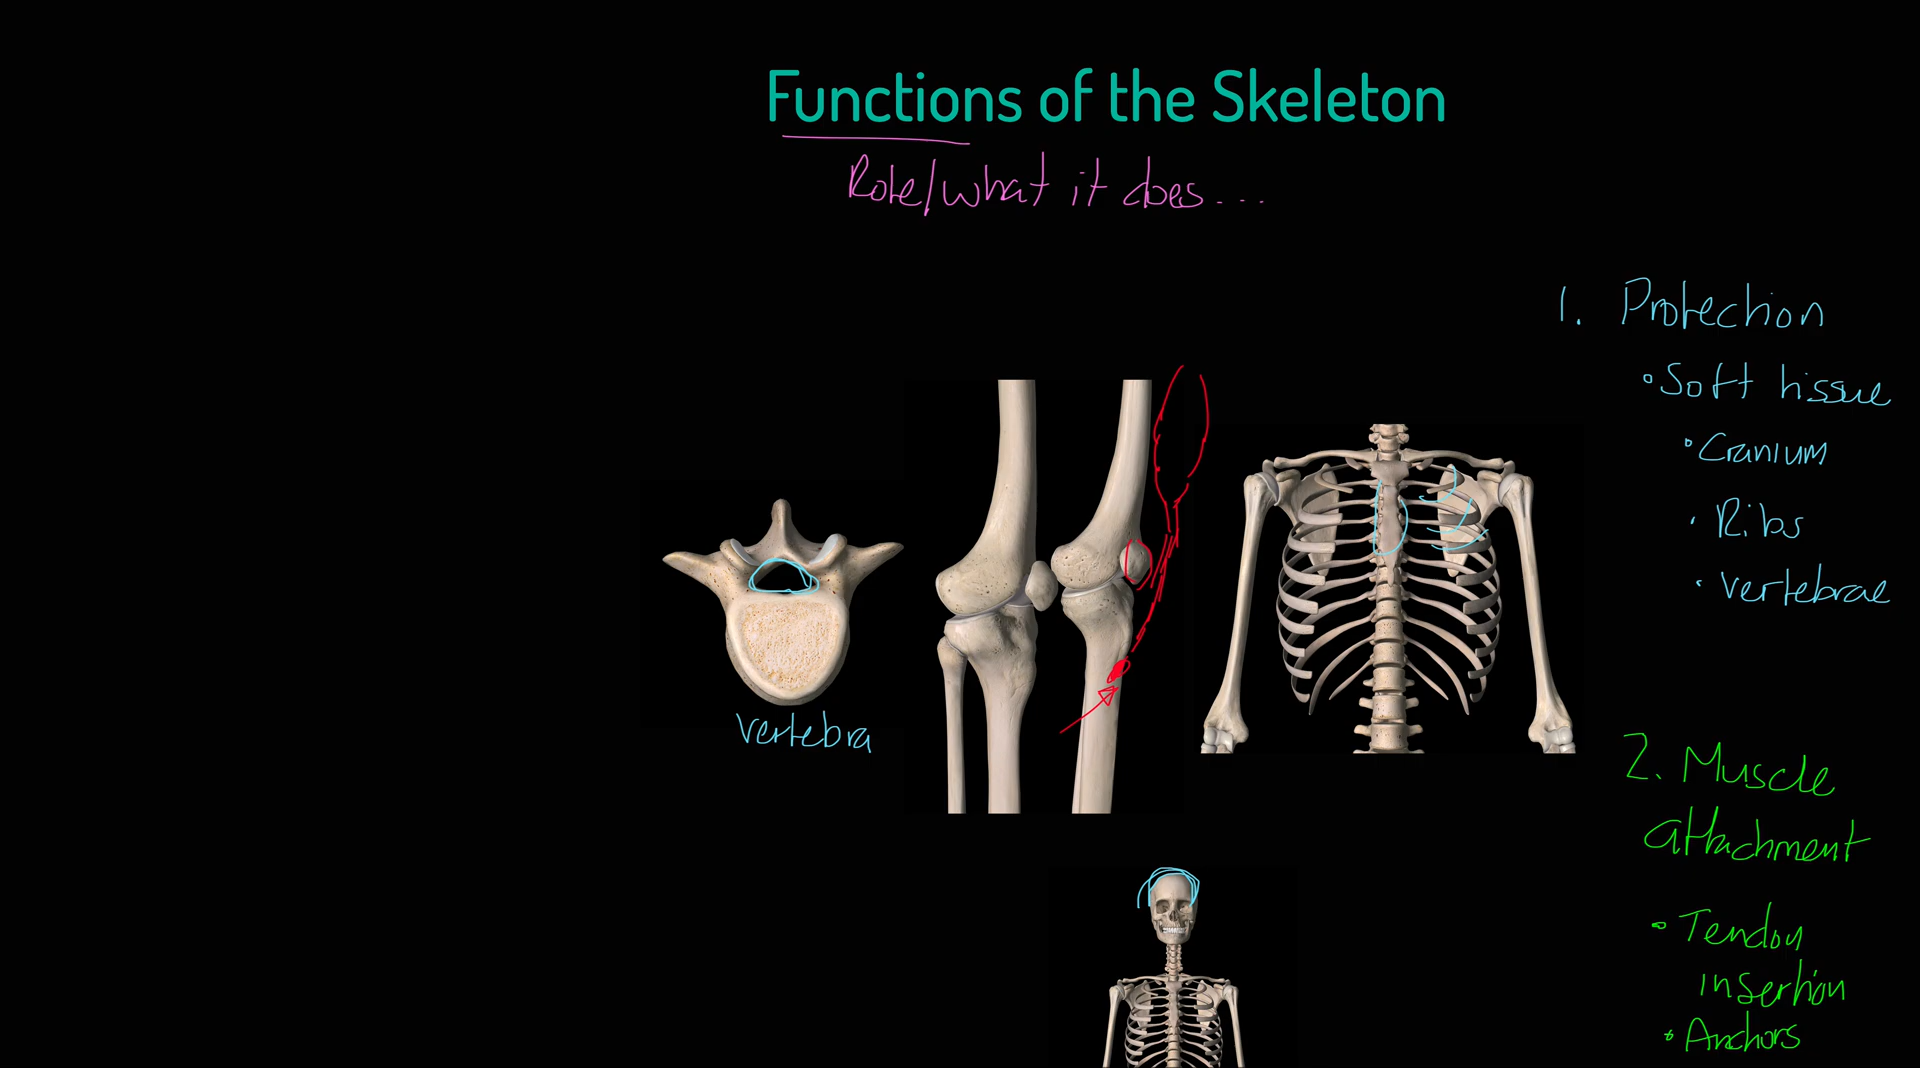 Functions of the Skeleton
Role/what it does...
1. Protection
• Soft tissue
• Cranium
• Ribs
• Vertebrae
Vertebra
2. Muscle
attachment
• Tendon
insertion
• Anchors